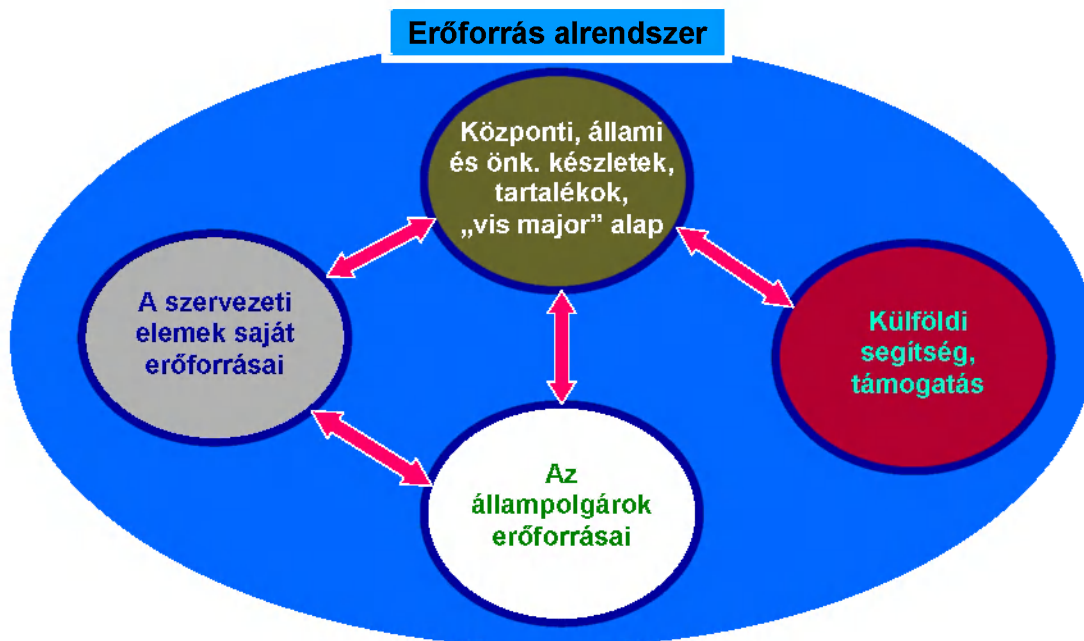 Erőforrás alrendszer
Központi, állami
és önk. készletek,
tartalékok,
„vis major” alap
A szervezeti
elemek saját
erőforrásai
Külföldi
segítség,
támogatás
Az
állampolgárok
erőforrásai